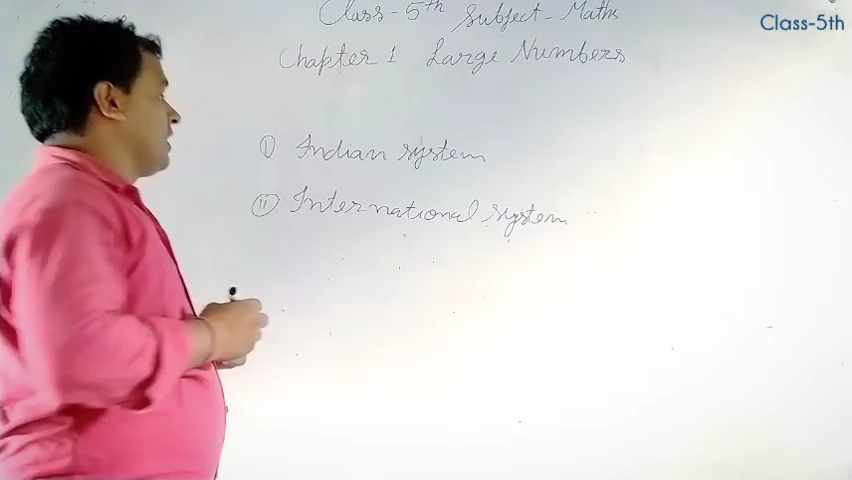 Class - 5th Subject - Maths
Class-5th
Chapter 1 Large Numbers
(I) Indian system
(II) International system